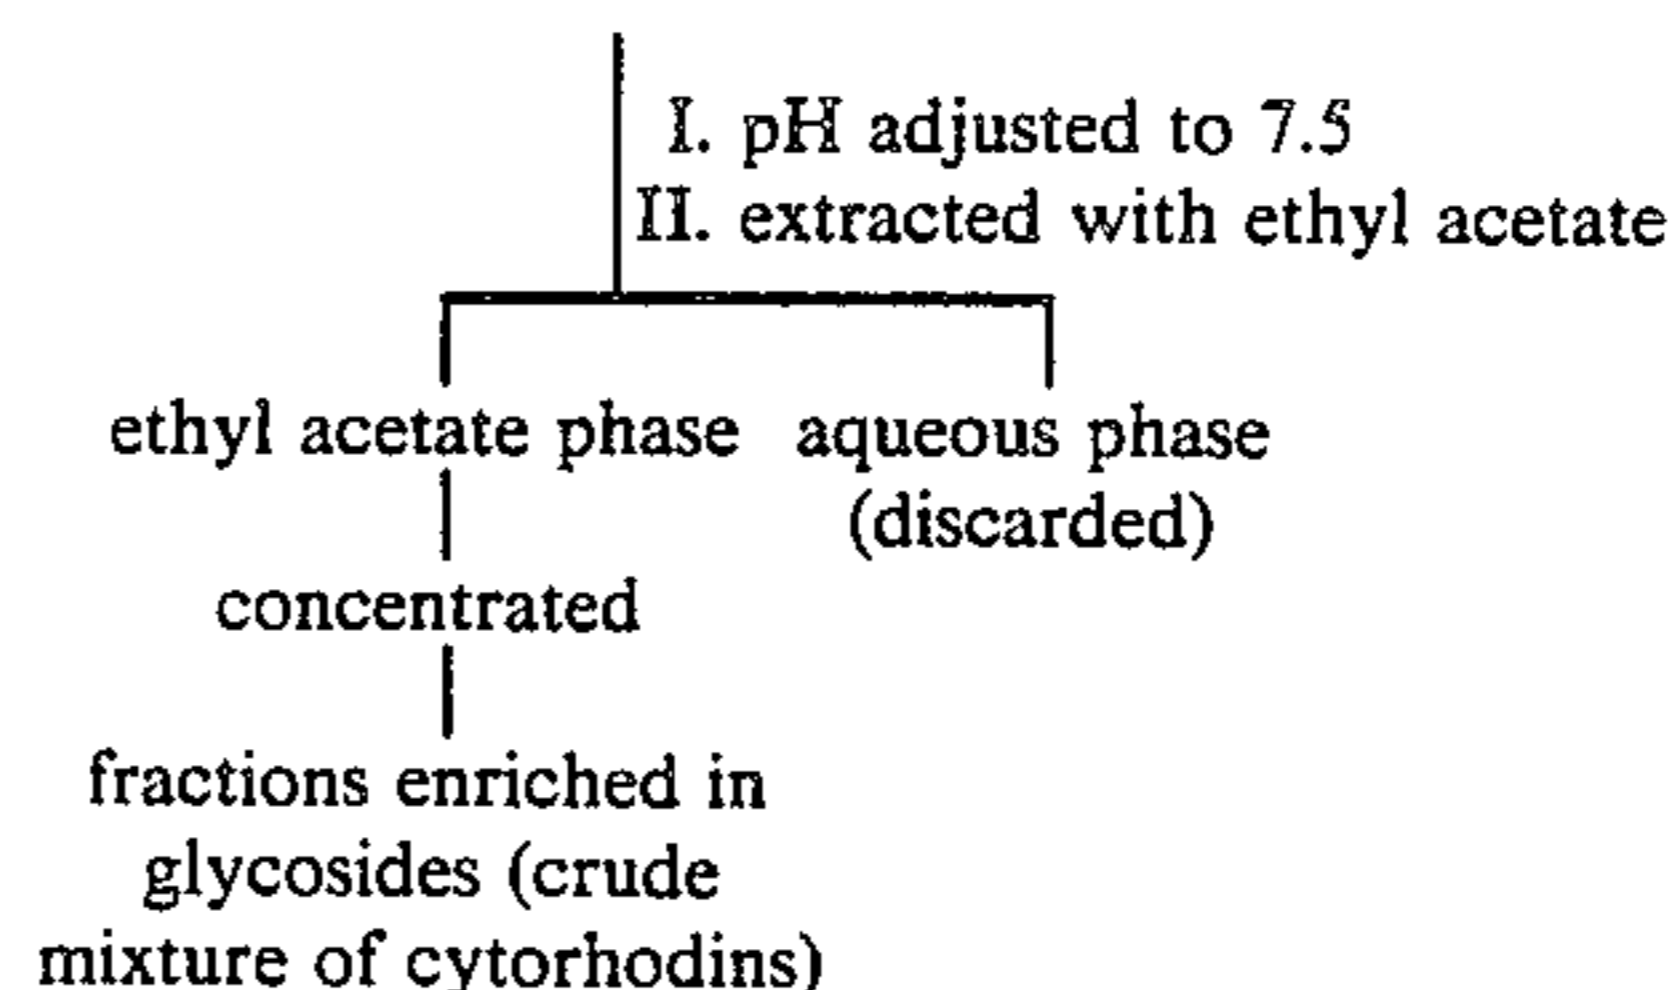 I. pH adjusted to 7.5
II. extracted with ethyl acetate
ethyl acetate phase aqueous phase
(discarded)
concentrated
fractions enriched in
glycosides (crude
mixture of cytorhodins)